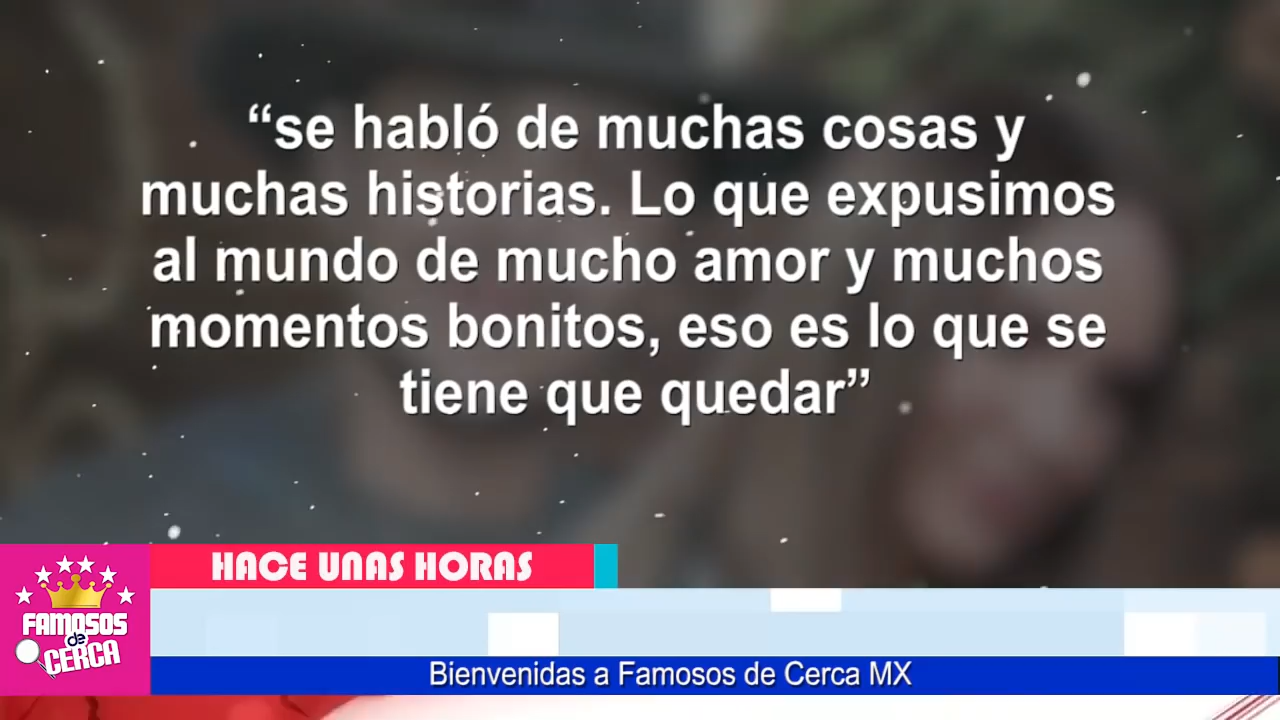 “se habló de muchas cosas y
muchas historias. Lo que expusimos
al mundo de mucho amor y muchos
momentos bonitos, eso es lo que se
tiene que quedar”
HACE UNAS HORAS
FAMOSOS
de
CERCA
Bienvenidas a Famosos de Cerca MX